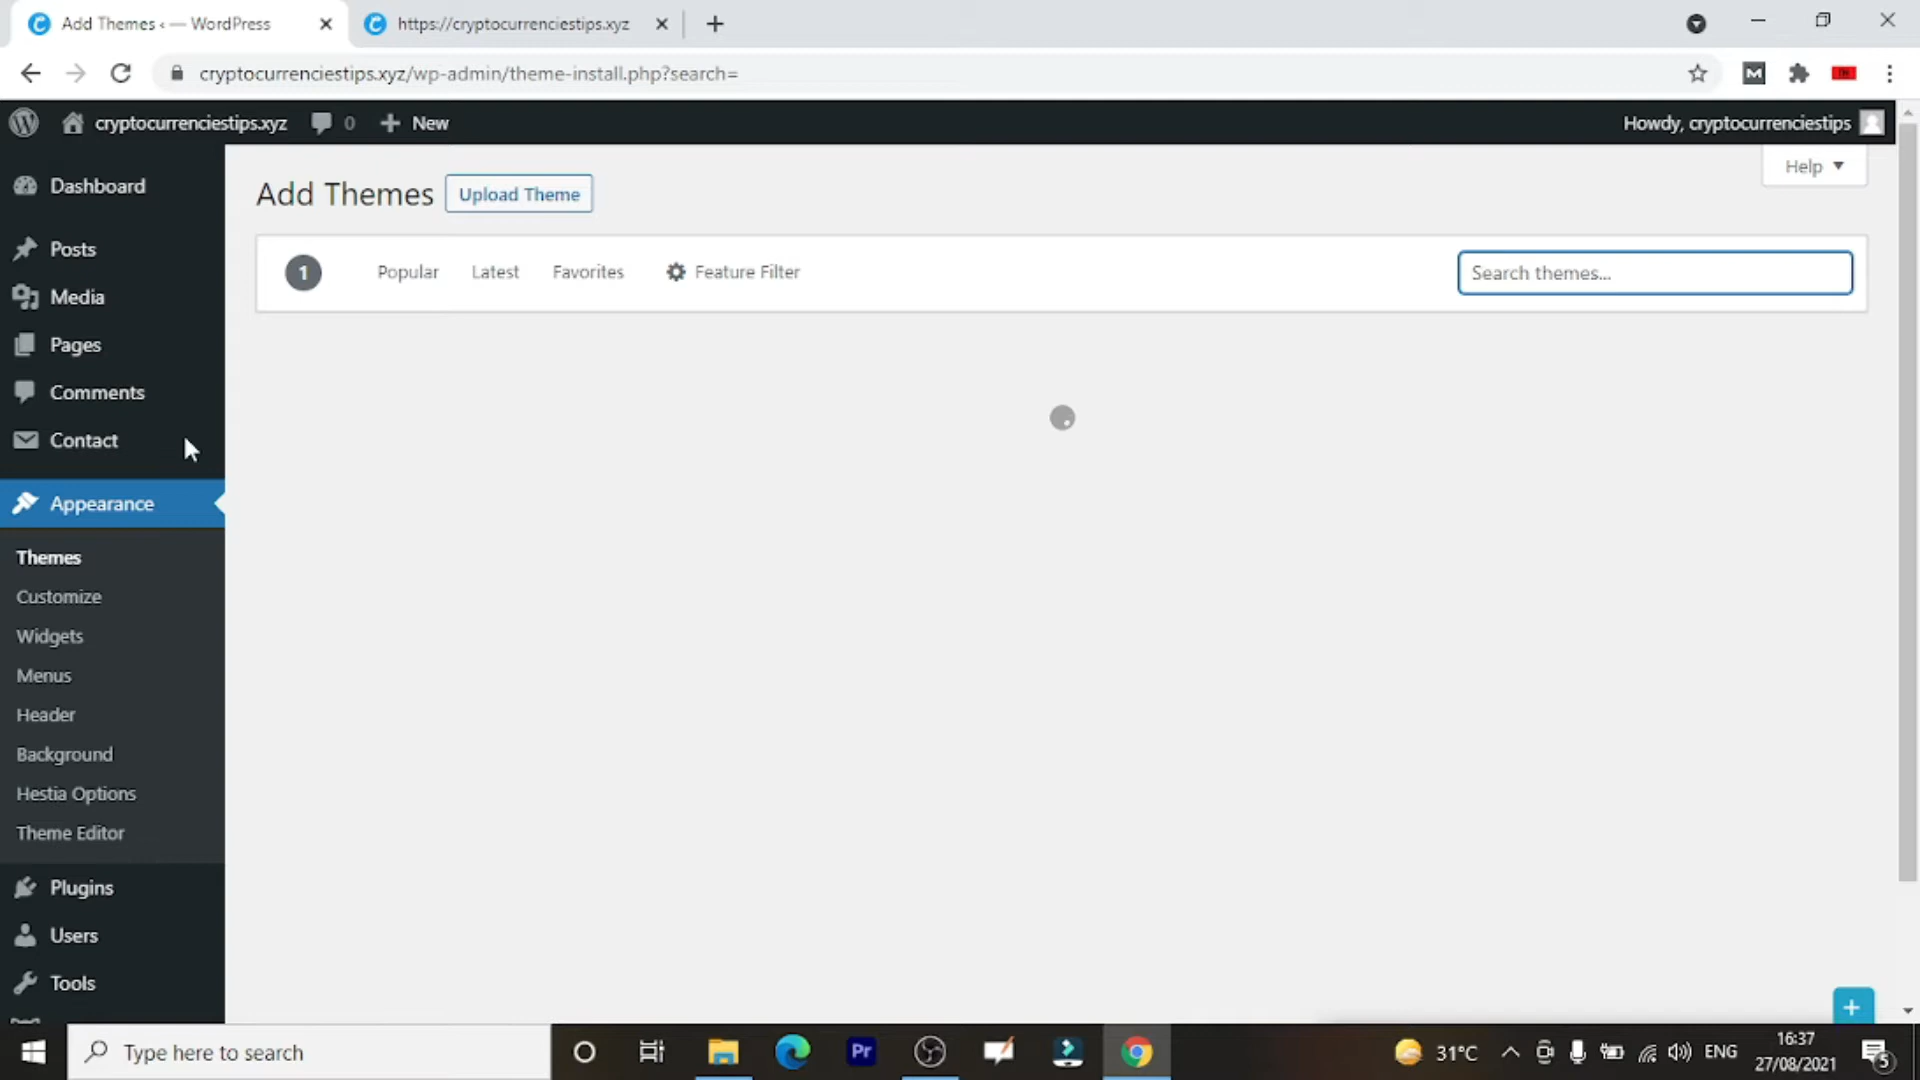 Add Themes ‹ — WordPress
https://cryptocurrenciestips.xyz
cryptocurrenciestips.xyz/wp-admin/theme-install.php?search=
cryptocurrenciestips.xyz
0
New
Howdy, cryptocurrenciestips
Dashboard
Posts
Media
Pages
Comments
Contact
Appearance
Themes
Customize
Widgets
Menus
Header
Background
Hestia Options
Theme Editor
Plugins
Users
Tools
Help
Add Themes
Upload Theme
1
Popular
Latest
Favorites
Feature Filter
Search themes...
Type here to search
Pr
31°C
ENG
16:37
27/08/2021
5